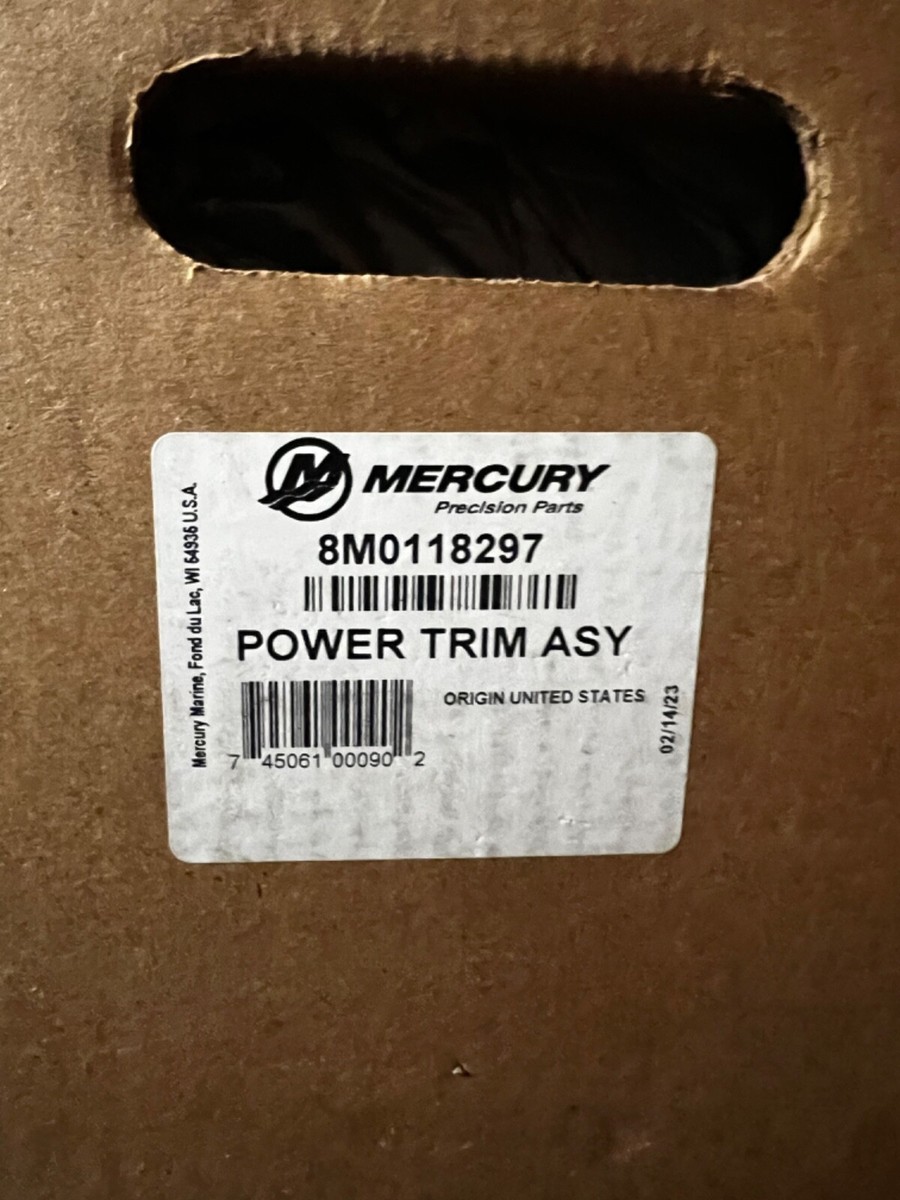 MERCURY
Precision Parts
8M0118297
POWER TRIM ASY
ORIGIN UNITED STATES
7 45061 00090 2
Mercury Marine, Fond du Lac, WI 54935 U.S.A.
02/14/23